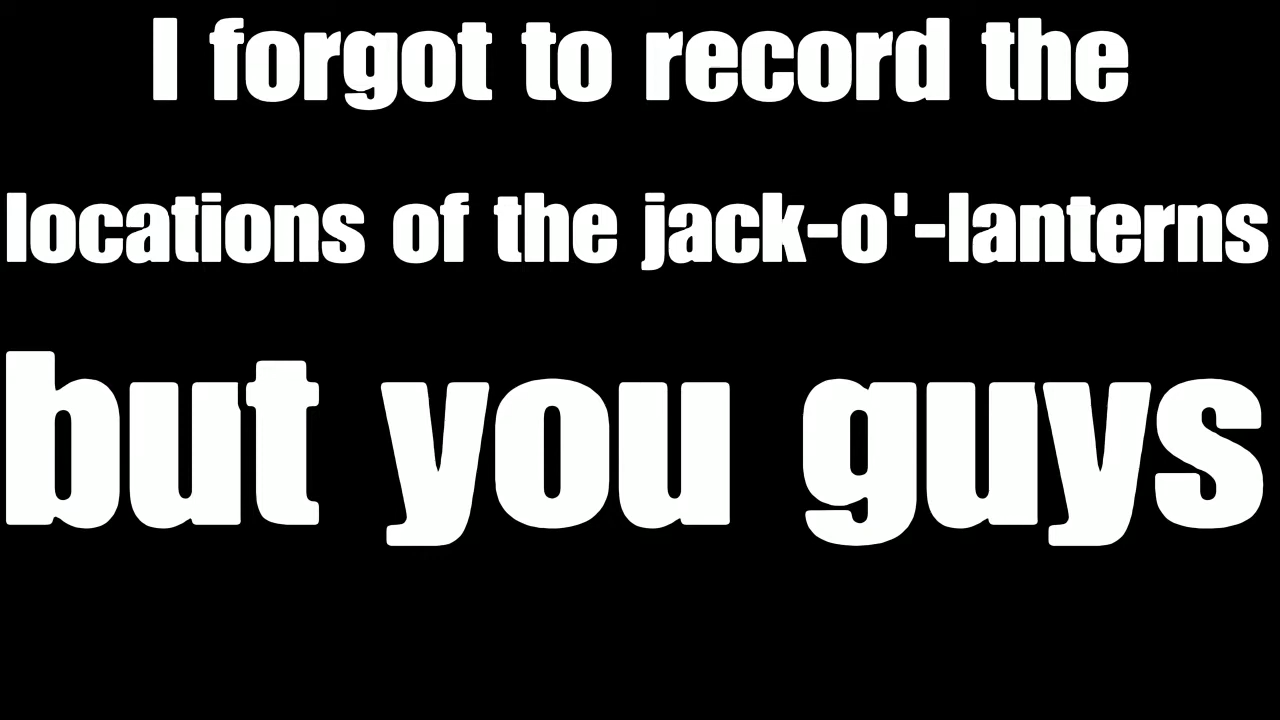 I forgot to record the
locations of the jack-o'-lanterns
but you guys